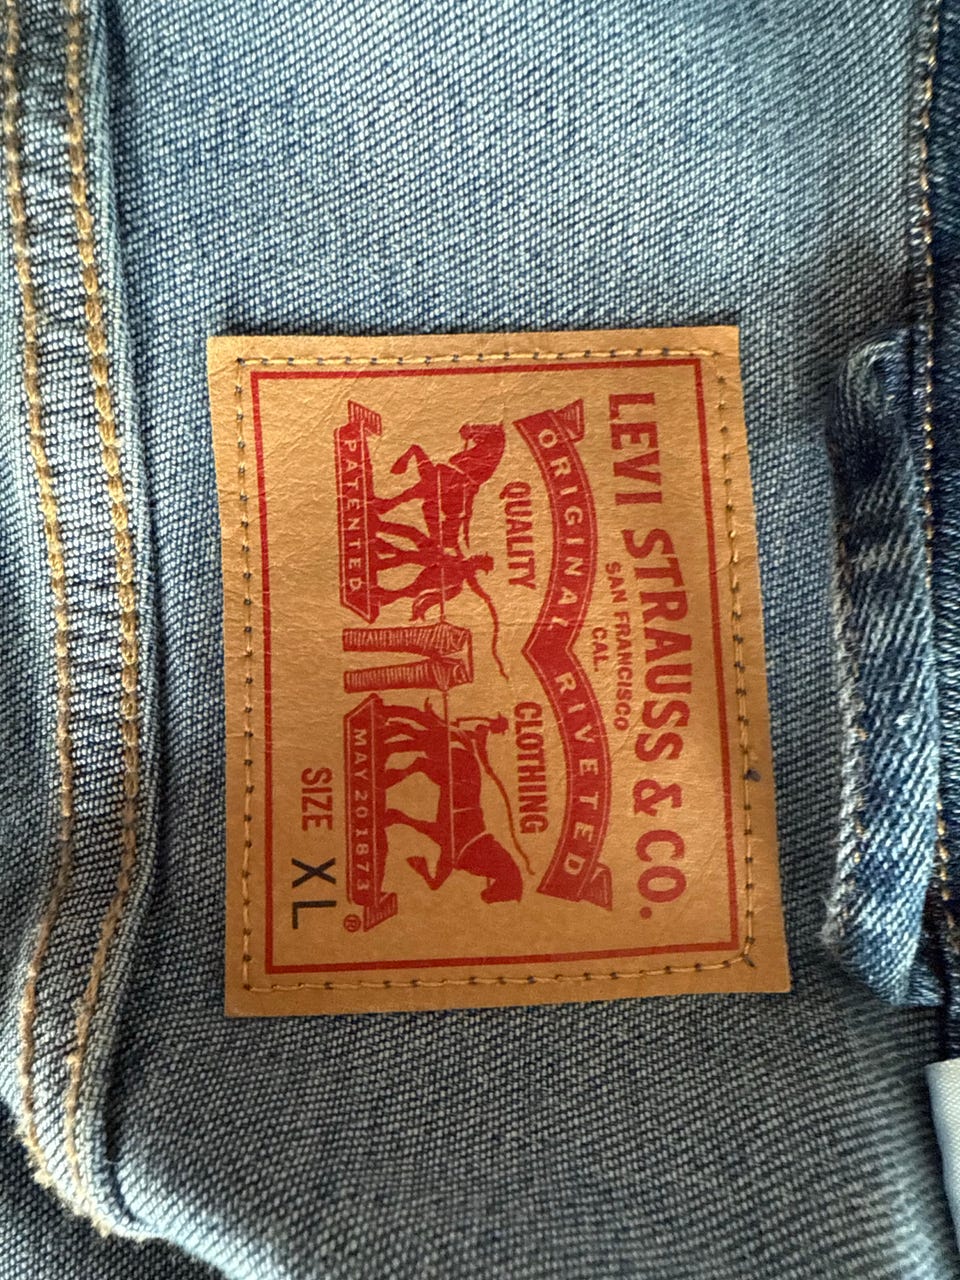 LEVI STRAUSS & CO.
SAN FRANCISCO
CAL.
ORIGINAL RIVETED
QUALITY CLOTHING
PATENTED MAY 20 1873
®
SIZE XL